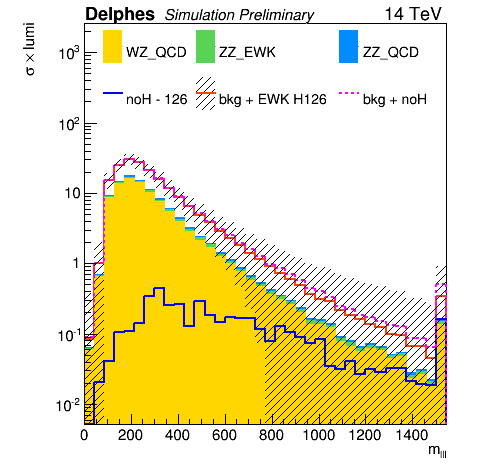 Delphes Simulation Preliminary 14 TeV
σ × lumi
WZ_QCD ZZ_EWK ZZ_QCD
noH - 126 bkg + EWK H126 bkg + noH
10³
10²
10
1
10⁻¹
10⁻²
0 200 400 600 800 1000 1200 1400
m_lll